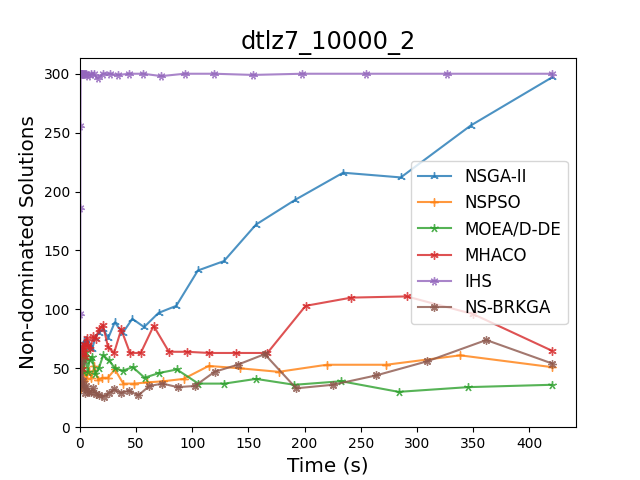 dtlz7_10000_2
Non-dominated Solutions
300
250
200
150
100
50
0
NSGA-II
NSPSO
MOEA/D-DE
MHACO
IHS
NS-BRKGA
0 50 100 150 200 250 300 350 400
Time (s)